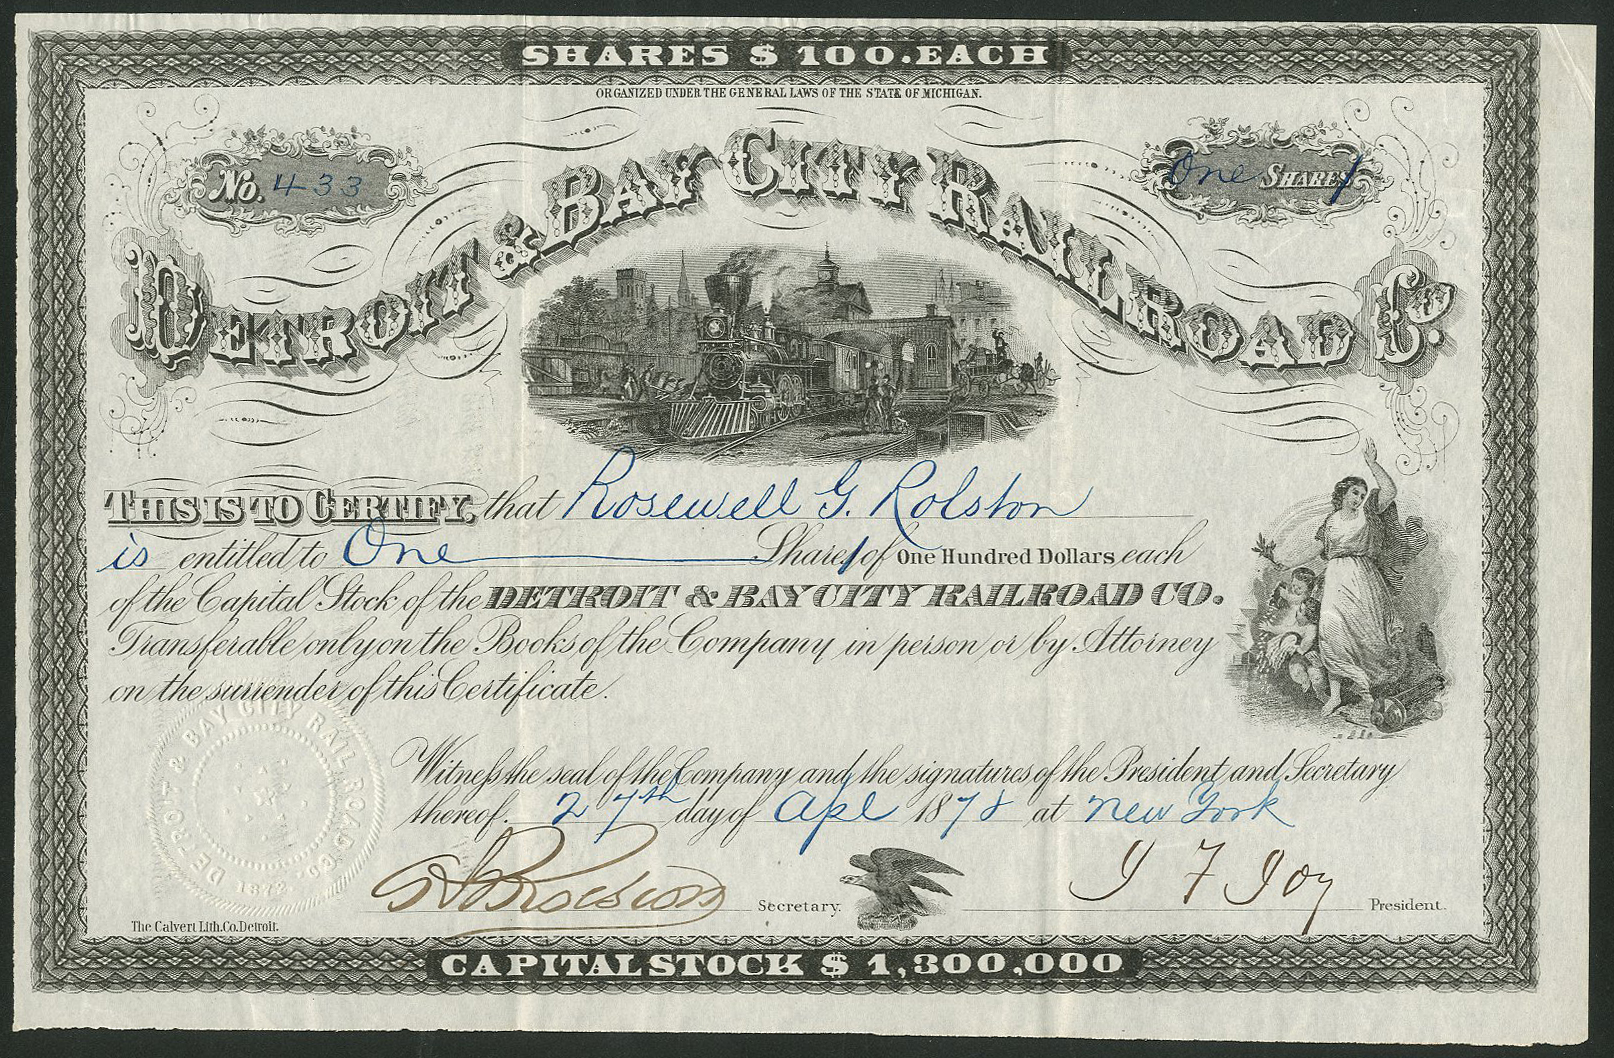 SHARES $ 100. EACH
ORGANIZED UNDER THE GENERAL LAWS OF THE STATE OF MICHIGAN.
No. 433
One SHARES
DETROIT & BAY CITY RAILROAD Co.
THIS IS TO CERTIFY, that Rosewell G. Rolston
is entitled to One Shares of One Hundred Dollars each
of the Capital Stock of the DETROIT & BAY CITY RAILROAD CO.
Transferable only on the Books of the Company in person or by Attorney
on the surrender of this Certificate.
DETROIT & BAY CITY RAIL ROAD CO. 1872
Witness the seal of the Company and the signatures of the President and Secretary
thereof. 27th day of Apl 1878 at New York
Secretary.
J F Joy President.
The Calvert Lith. Co. Detroit.
CAPITAL STOCK $ 1,300,000